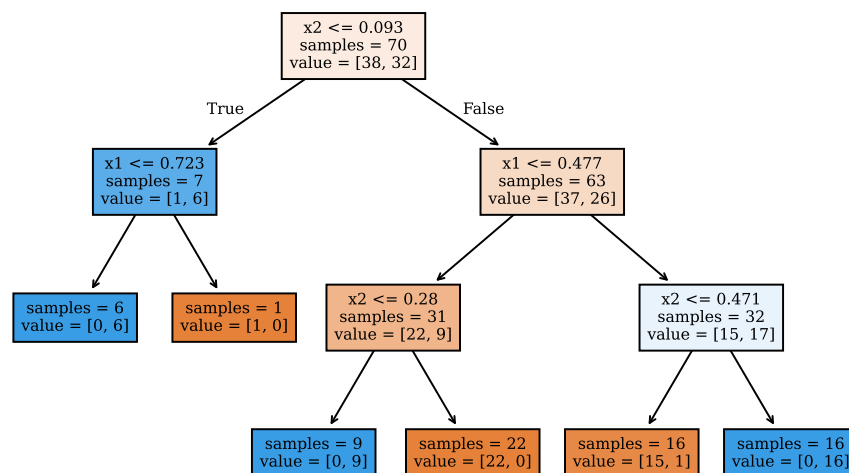 x2 <= 0.093
samples = 70
value = [38, 32]
True
False
x1 <= 0.723
samples = 7
value = [1, 6]
x1 <= 0.477
samples = 63
value = [37, 26]
samples = 6
value = [0, 6]
samples = 1
value = [1, 0]
x2 <= 0.28
samples = 31
value = [22, 9]
x2 <= 0.471
samples = 32
value = [15, 17]
samples = 9
value = [0, 9]
samples = 22
value = [22, 0]
samples = 16
value = [15, 1]
samples = 16
value = [0, 16]